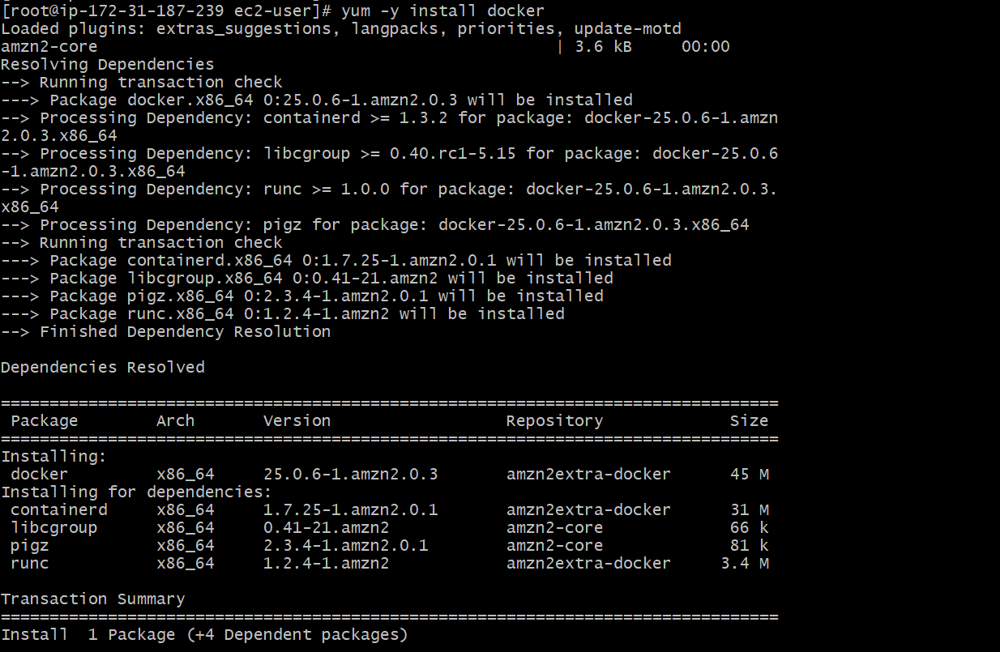 [root@ip-172-31-187-239 ec2-user]# yum -y install docker
Loaded plugins: extras_suggestions, langpacks, priorities, update-motd
amzn2-core                                               | 3.6 kB     00:00
Resolving Dependencies
--> Running transaction check
---> Package docker.x86_64 0:25.0.6-1.amzn2.0.3 will be installed
--> Processing Dependency: containerd >= 1.3.2 for package: docker-25.0.6-1.amzn
2.0.3.x86_64
--> Processing Dependency: libcgroup >= 0.40.rc1-5.15 for package: docker-25.0.6
-1.amzn2.0.3.x86_64
--> Processing Dependency: runc >= 1.0.0 for package: docker-25.0.6-1.amzn2.0.3.
x86_64
--> Processing Dependency: pigz for package: docker-25.0.6-1.amzn2.0.3.x86_64
--> Running transaction check
---> Package containerd.x86_64 0:1.7.25-1.amzn2.0.1 will be installed
---> Package libcgroup.x86_64 0:0.41-21.amzn2 will be installed
---> Package pigz.x86_64 0:2.3.4-1.amzn2.0.1 will be installed
---> Package runc.x86_64 0:1.2.4-1.amzn2 will be installed
--> Finished Dependency Resolution

Dependencies Resolved

================================================================================
 Package        Arch       Version                  Repository             Size
================================================================================
Installing:
 docker         x86_64     25.0.6-1.amzn2.0.3       amzn2extra-docker      45 M
Installing for dependencies:
 containerd     x86_64     1.7.25-1.amzn2.0.1       amzn2extra-docker      31 M
 libcgroup      x86_64     0.41-21.amzn2            amzn2-core             66 k
 pigz           x86_64     2.3.4-1.amzn2.0.1        amzn2-core             81 k
 runc           x86_64     1.2.4-1.amzn2            amzn2extra-docker     3.4 M

Transaction Summary
================================================================================
Install  1 Package (+4 Dependent packages)